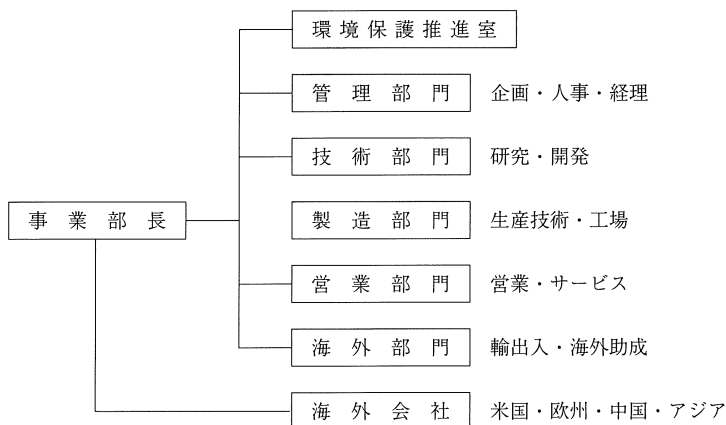 環境保護推進室
管理部門 企画・人事・経理
技術部門 研究・開発
事業部長 製造部門 生産技術・工場
営業部門 営業・サービス
海外部門 輸出入・海外助成
海外会社 米国・欧州・中国・アジア